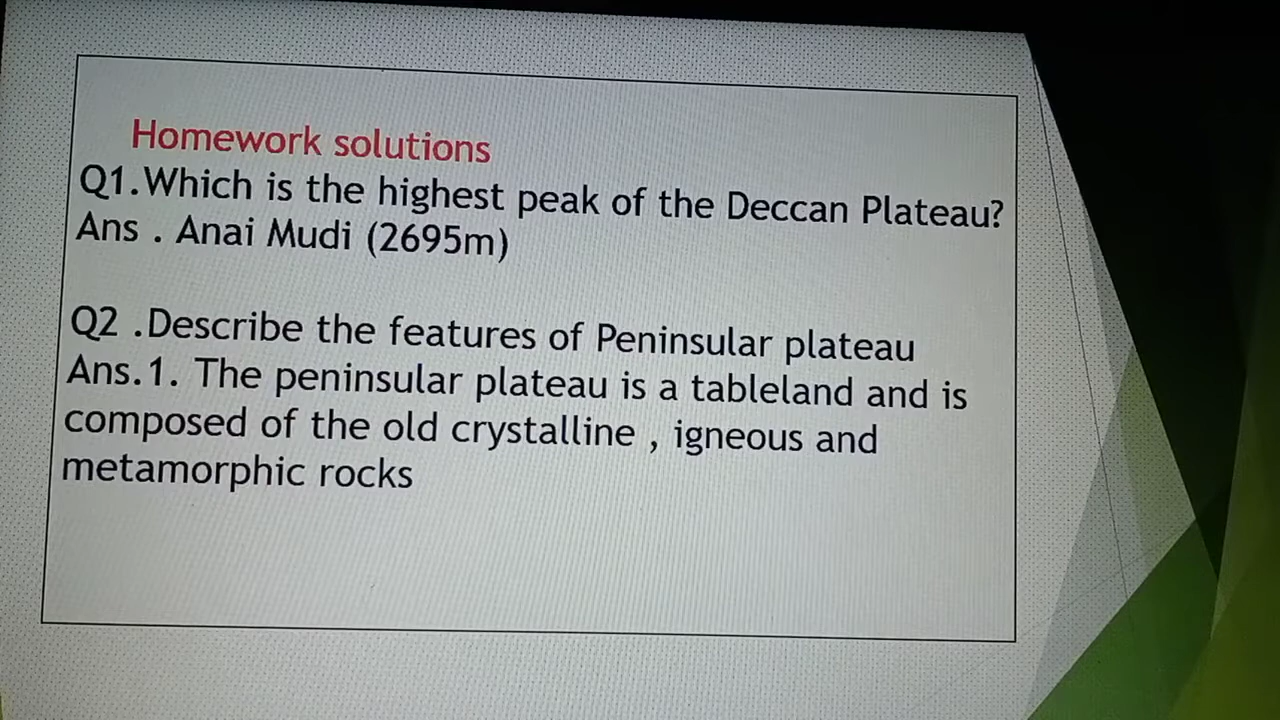 Homework solutions
Q1.Which is the highest peak of the Deccan Plateau?
Ans . Anai Mudi (2695m)
Q2 .Describe the features of Peninsular plateau
Ans.1. The peninsular plateau is a tableland and is
composed of the old crystalline , igneous and
metamorphic rocks